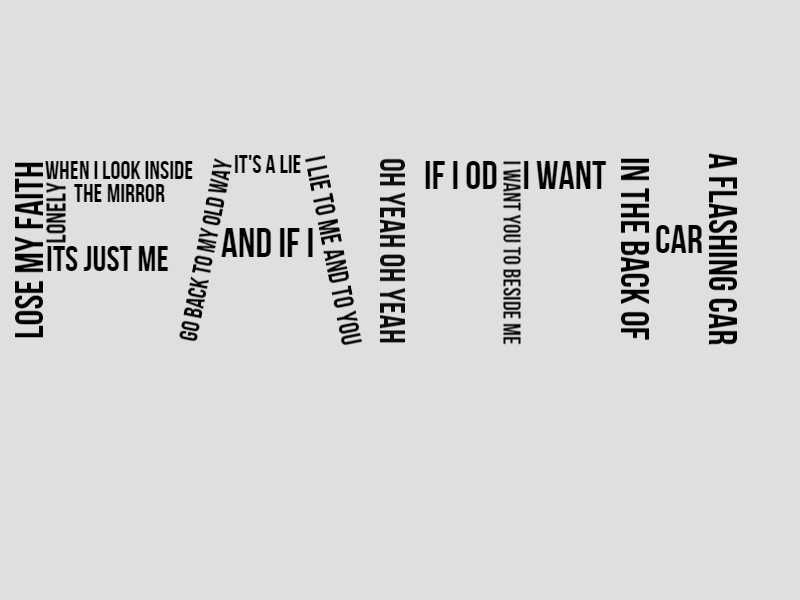 LOSE MY FAITH
WHEN I LOOK INSIDE
THE MIRROR
LONELY
ITS JUST ME
GO BACK TO MY OLD WAY
IT'S A LIE
AND IF I
I LIE TO ME AND TO YOU
OH YEAH OH YEAH
IF I OD
I WANT YOU TO BESIDE ME
I WANT
IN THE BACK OF
CAR
A FLASHING CAR